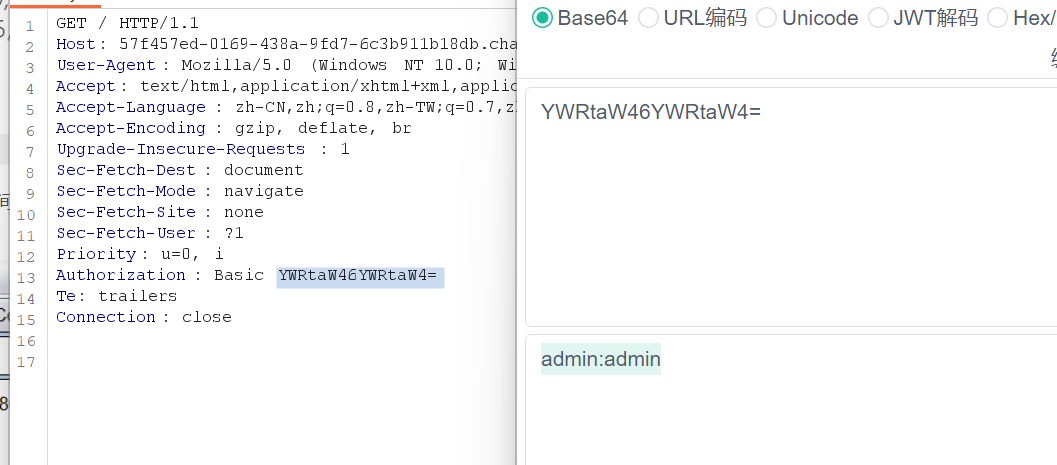 1 GET / HTTP/1.1
2 Host: 57f457ed-0169-438a-9fd7-6c3b911b18db.cha
3 User-Agent: Mozilla/5.0 (Windows NT 10.0; Wi
4 Accept: text/html,application/xhtml+xml,applic
5 Accept-Language: zh-CN,zh;q=0.8,zh-TW;q=0.7,z
6 Accept-Encoding: gzip, deflate, br
7 Upgrade-Insecure-Requests: 1
8 Sec-Fetch-Dest: document
9 Sec-Fetch-Mode: navigate
10 Sec-Fetch-Site: none
11 Sec-Fetch-User: ?1
12 Priority: u=0, i
13 Authorization: Basic YWRtaW46YWRtaW4=
14 Te: trailers
15 Connection: close
16
17
Base64 URL编码 Unicode JWT解码 Hex/
YWRtaW46YWRtaW4=
admin:admin